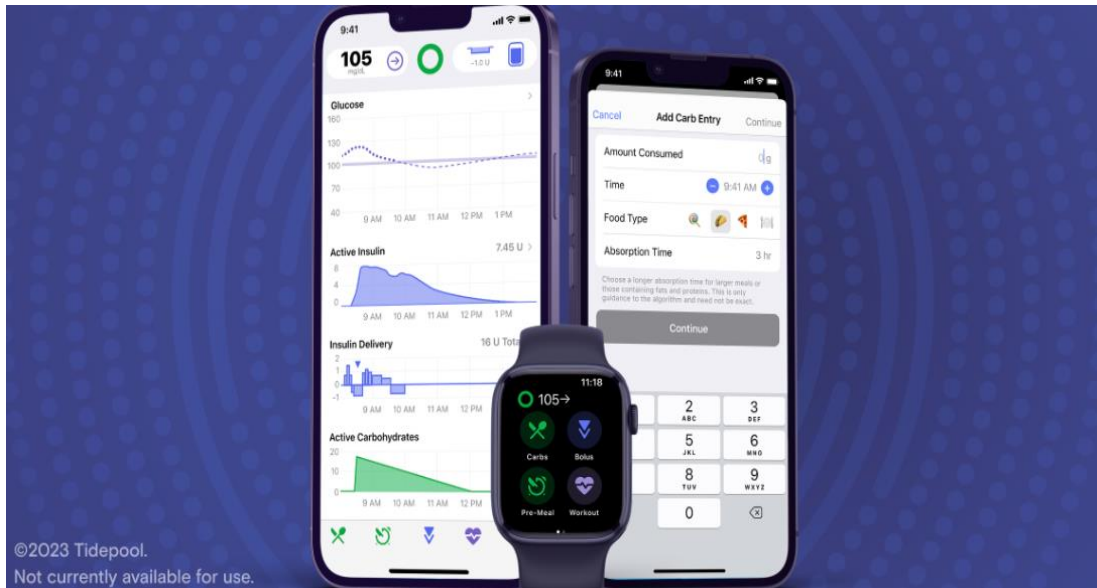 9:41
105
mg/dL
-1.0 U
Glucose
160
130
100
70
40
9 AM 10 AM 11 AM 12 PM 1 PM
Active Insulin 7.45 U
8
4
0
9 AM 10 AM 11 AM 12 PM 1 PM
Insulin Delivery 16 U Total
2
1
0
-1
9 AM 10 AM 11 AM 12 PM
Active Carbohydrates
20
10
0
9 AM 10 AM 11 AM 12 PM
9:41
Cancel Add Carb Entry Continue
Amount Consumed g
Time 9:41 AM
Food Type
Absorption Time 3 hr
Choose a longer absorption time for larger meals or
those containing fats and proteins. This is only
guidance to the algorithm and need not be exact.
Continue
2 3
ABC DEF
5 6
JKL MNO
8 9
TUV WXYZ
0
11:18
105→
Carbs Bolus
Pre-Meal Workout
©2023 Tidepool.
Not currently available for use.